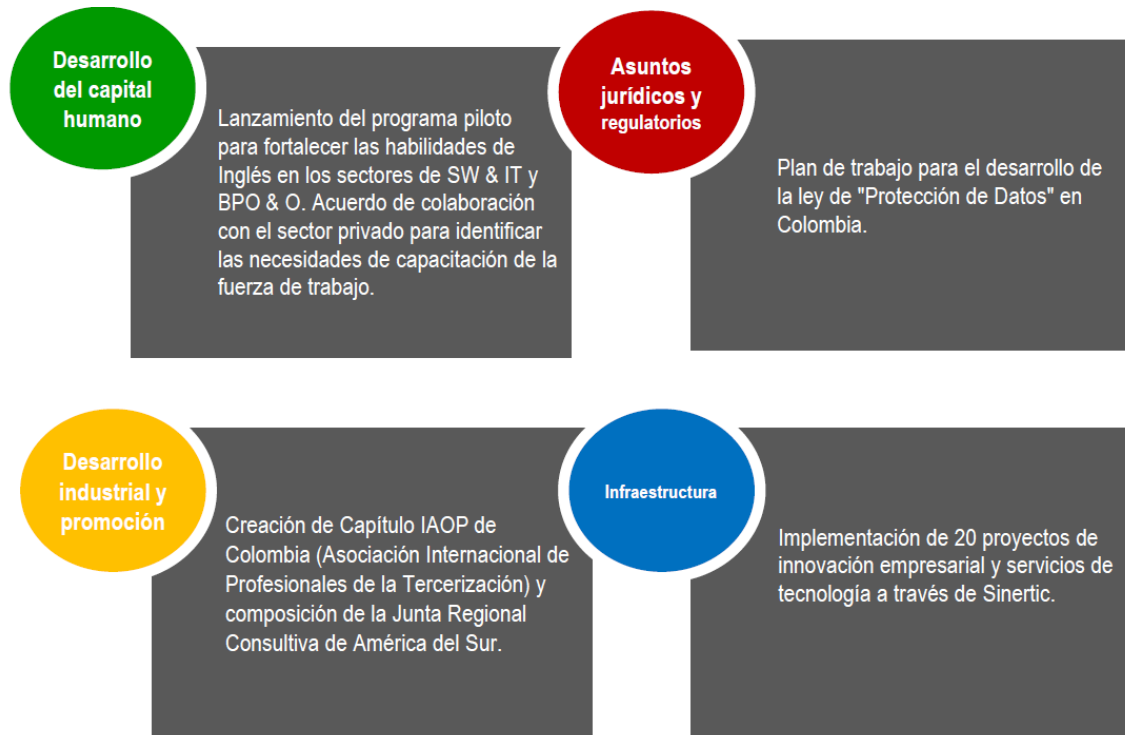 Desarrollo
del capital
humano
Lanzamiento del programa piloto
para fortalecer las habilidades de
Inglés en los sectores de SW & IT y
BPO & O. Acuerdo de colaboración
con el sector privado para identificar
las necesidades de capacitación de la
fuerza de trabajo.
Asuntos
jurídicos y
regulatorios
Plan de trabajo para el desarrollo de
la ley de "Protección de Datos" en
Colombia.
Desarrollo
industrial y
promoción
Creación de Capítulo IAOP de
Colombia (Asociación Internacional de
Profesionales de la Tercerización) y
composición de la Junta Regional
Consultiva de América del Sur.
Infraestructura
Implementación de 20 proyectos de
innovación empresarial y servicios de
tecnología a través de Sinertic.